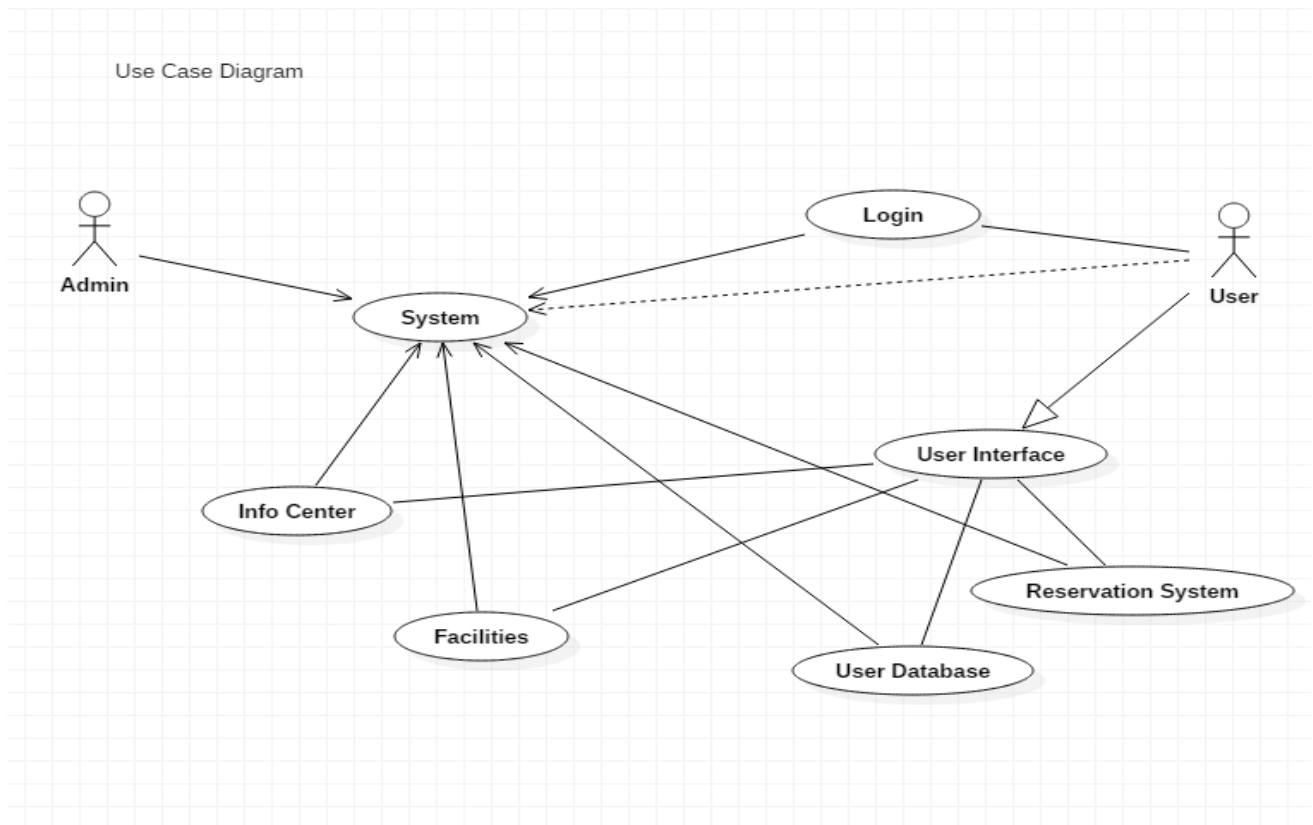 Use Case Diagram
Login
Admin
User
System
User Interface
Info Center
Reservation System
Facilities
User Database